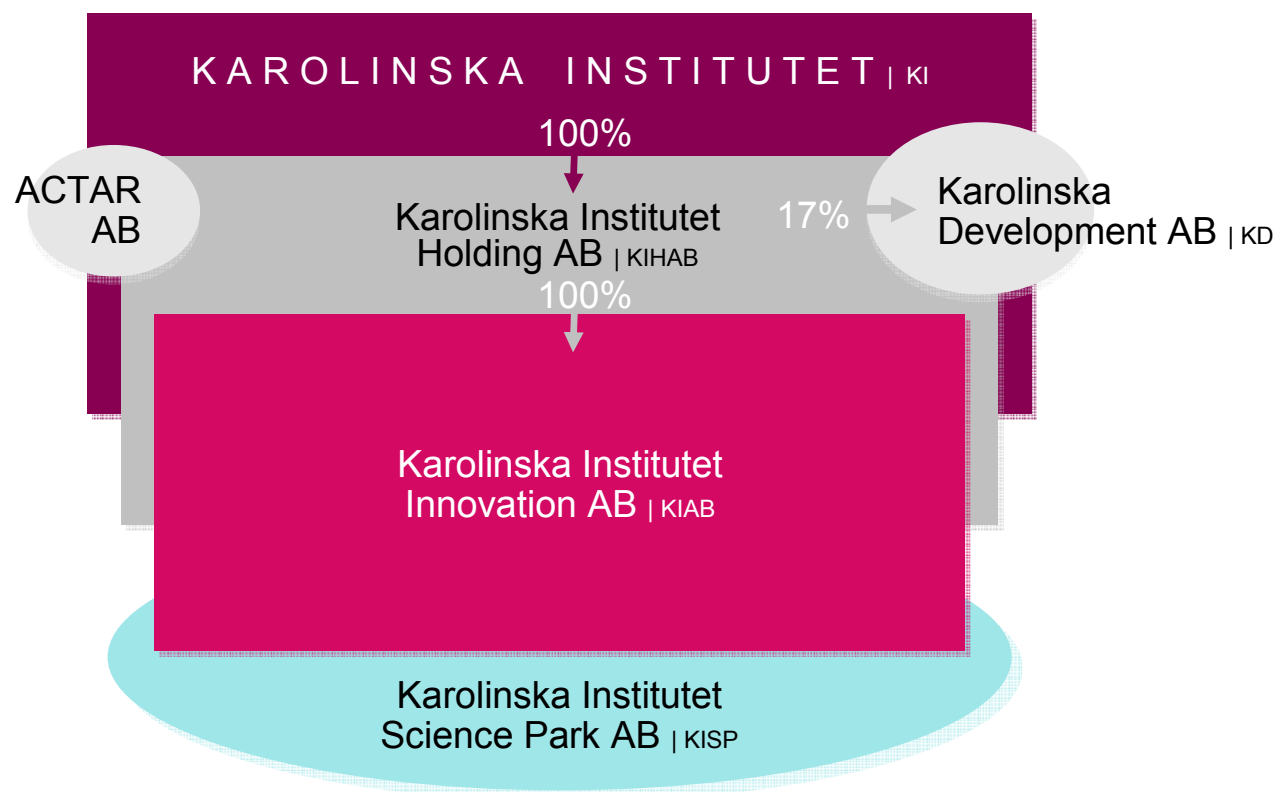 KAROLINSKA INSTITUTET | KI
100%
ACTAR
AB
Karolinska Institutet
Holding AB | KIHAB
17%
Karolinska
Development AB | KD
100%
Karolinska Institutet
Innovation AB | KIAB
Karolinska Institutet
Science Park AB | KISP